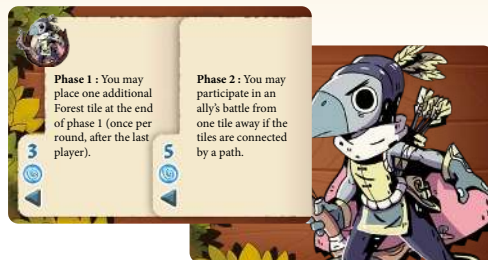 Phase 1 : You may
place one additional
Forest tile at the end
of phase 1 (once per
round, after the last
player).
3
Phase 2 : You may
participate in an
ally's battle from
one tile away if the
tiles are connected
by a path.
5